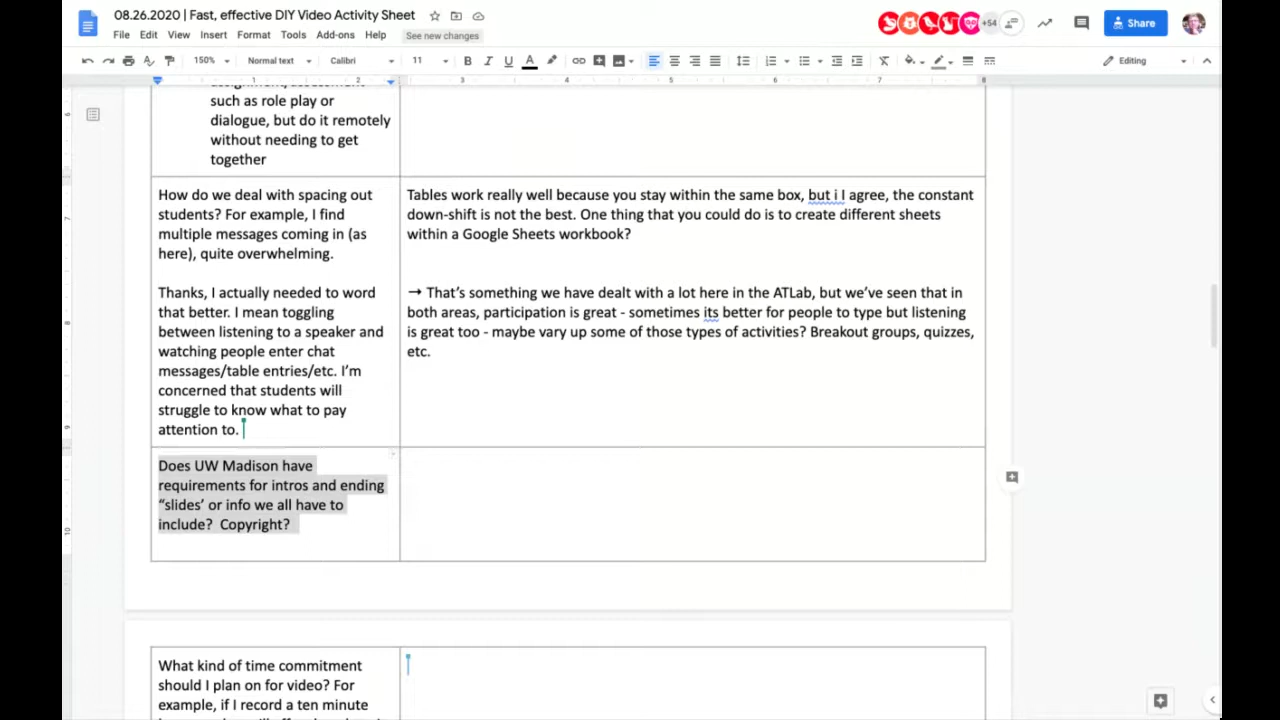 08.26.2020 | Fast, effective DIY Video Activity Sheet
+54
Share
File Edit View Insert Format Tools Add-ons Help See new changes
150% Normal text Calibri 11 B I U A Editing
1 2 3 4 5 6 7 8
such as role play or
dialogue, but do it remotely
without needing to get
together
How do we deal with spacing out
students? For example, I find
multiple messages coming in (as
here), quite overwhelming.
Thanks, I actually needed to word
that better. I mean toggling
between listening to a speaker and
watching people enter chat
messages/table entries/etc. I'm
concerned that students will
struggle to know what to pay
attention to.
Tables work really well because you stay within the same box, but i I agree, the constant
down-shift is not the best. One thing that you could do is to create different sheets
within a Google Sheets workbook?
→ That's something we have dealt with a lot here in the ATLab, but we've seen that in
both areas, participation is great - sometimes its better for people to type but listening
is great too - maybe vary up some of those types of activities? Breakout groups, quizzes,
etc.
Does UW Madison have
requirements for intros and ending
"slides' or info we all have to
include? Copyright?
What kind of time commitment
should I plan on for video? For
example, if I record a ten minute